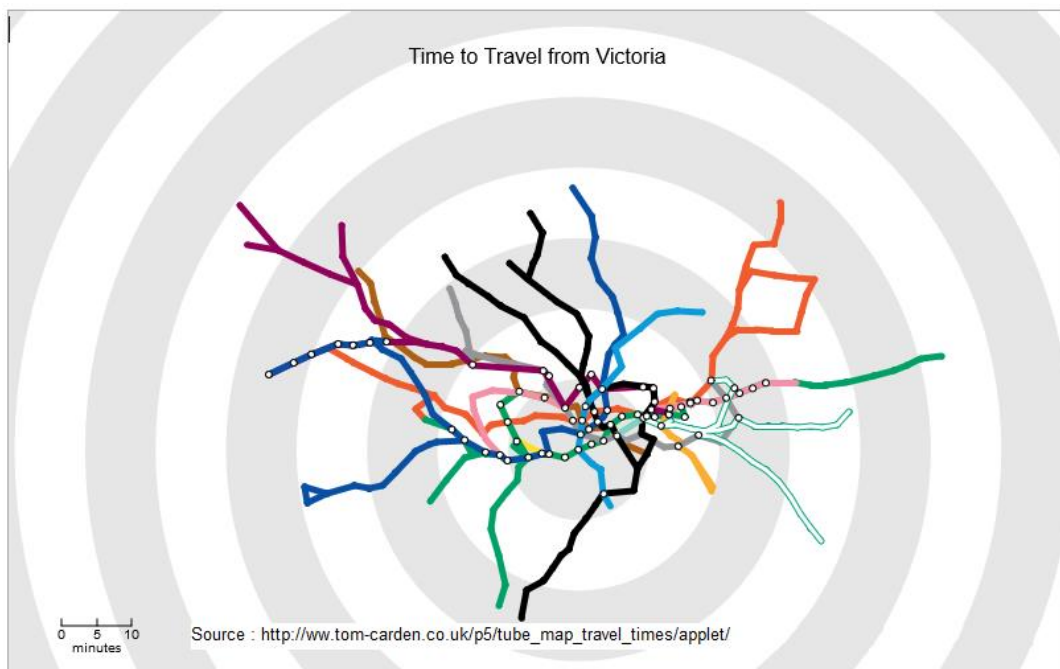 Time to Travel from Victoria
0 5 10
minutes
Source : http://ww.tom-carden.co.uk/p5/tube_map_travel_times/applet/